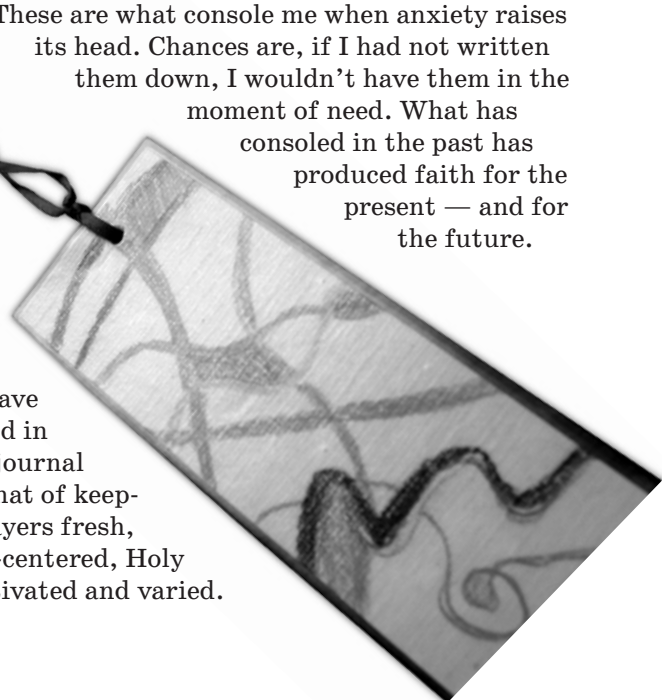 These are what console me when anxiety raises
its head. Chances are, if I had not written
them down, I wouldn’t have them in the
moment of need. What has
consoled in the past has
produced faith for the
present — and for
the future.
ave
d in
ournal
hat of keep-
yers fresh,
-centered, Holy
ivated and varied.